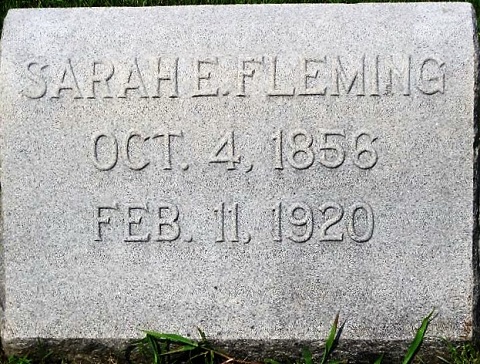 SARAH E. FLEMING
OCT. 4, 1856
FEB. 11, 1920